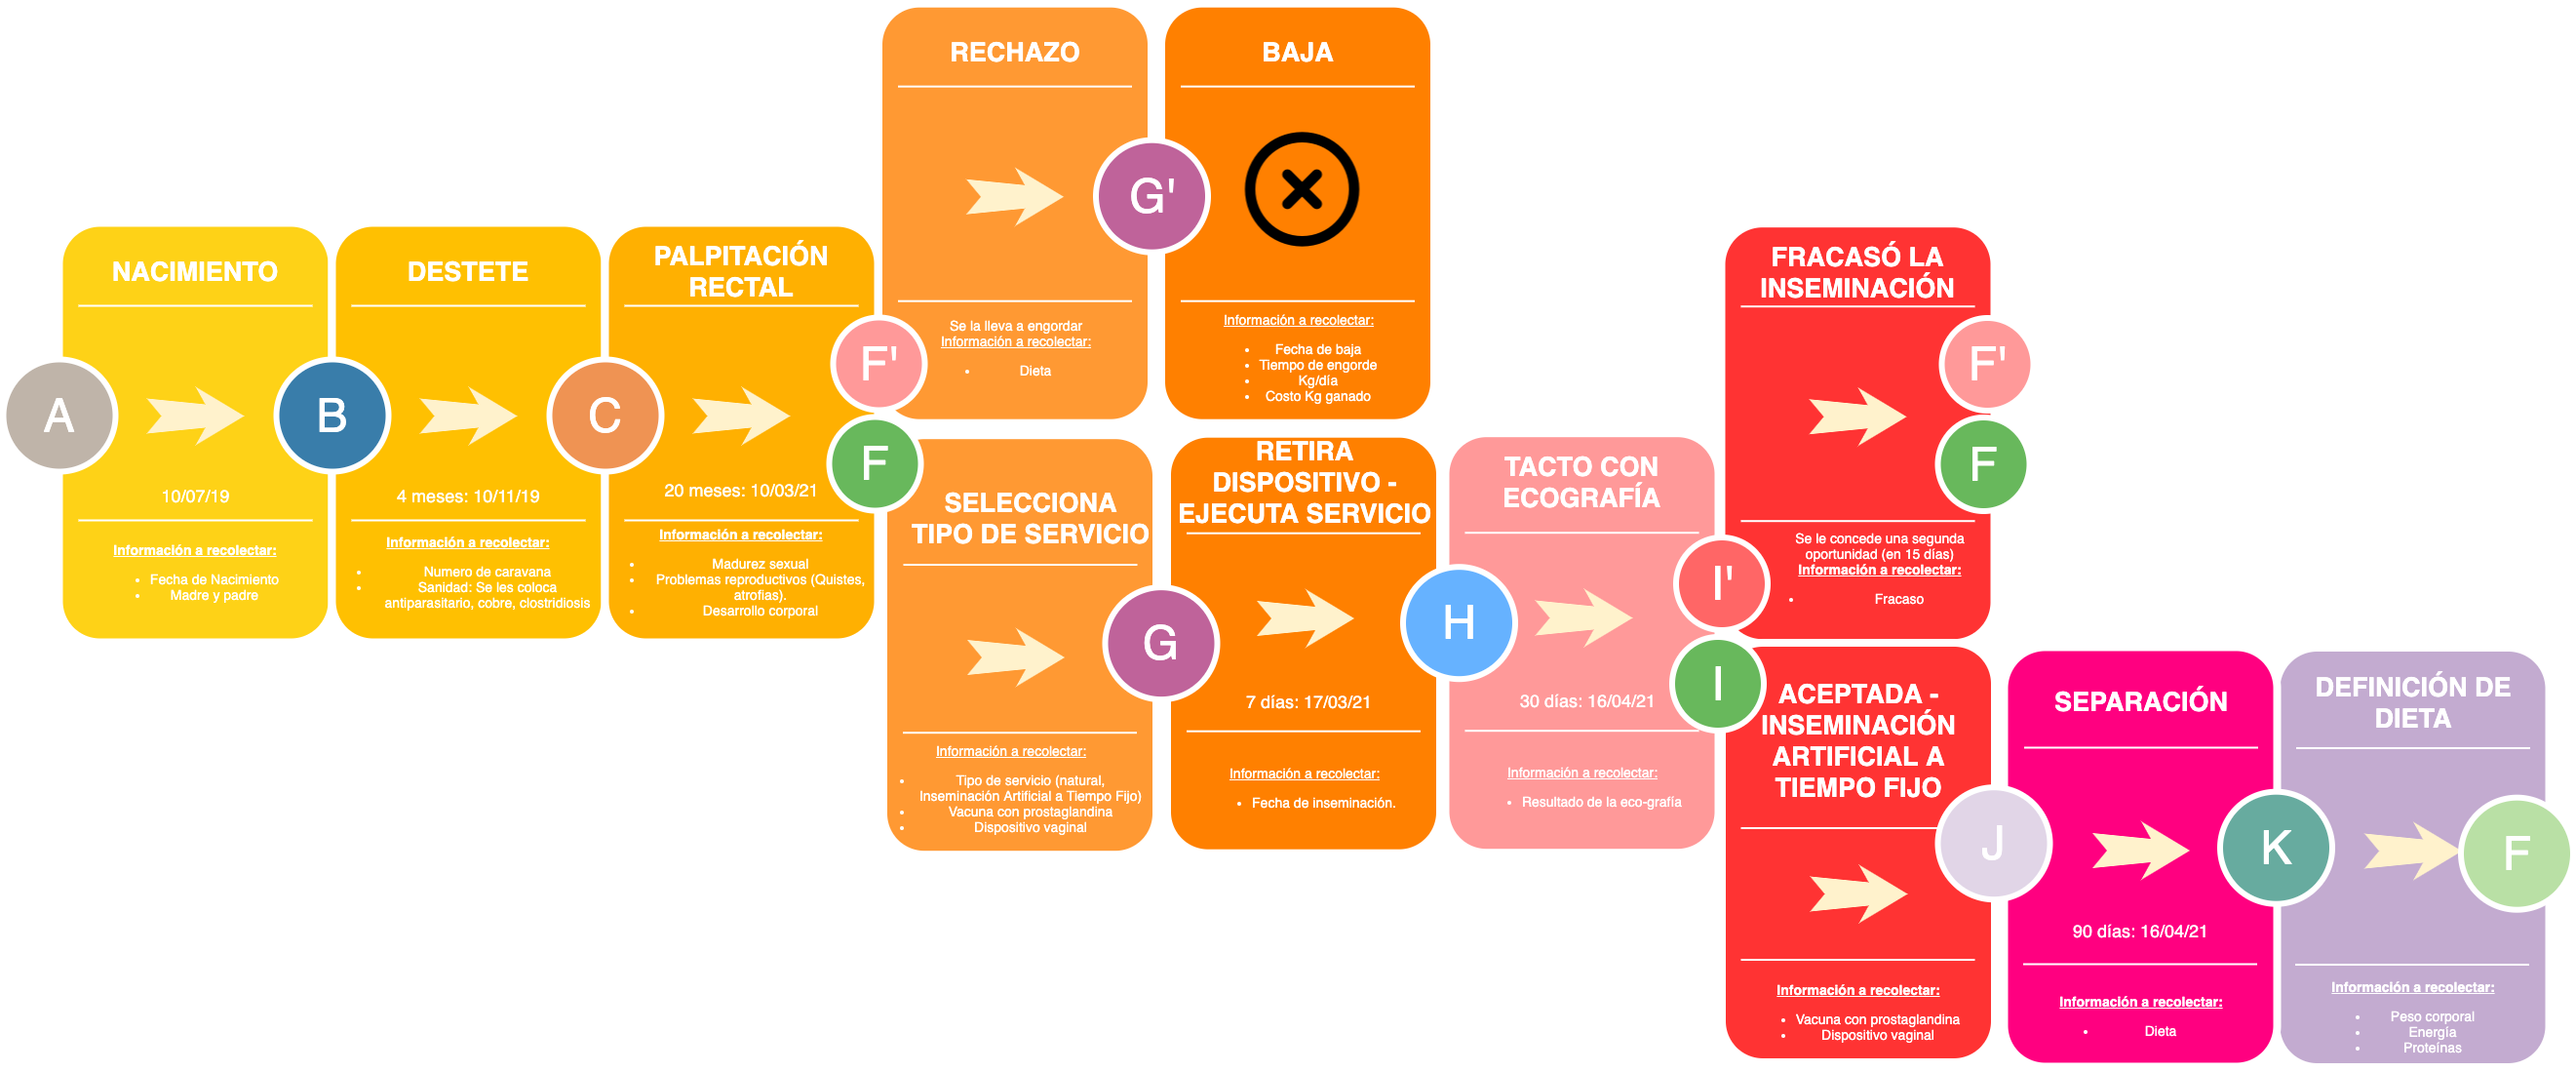 A
NACIMIENTO
10/07/19
Información a recolectar:
• Fecha de Nacimiento
• Madre y padre
B
DESTETE
4 meses: 10/11/19
Información a recolectar:
• Numero de caravana
• Sanidad: Se les coloca
antiparasitario, cobre, clostridiosis
C
PALPITACIÓN
RECTAL
20 meses: 10/03/21
Información a recolectar:
• Madurez sexual
• Problemas reproductivos (Quistes,
atrofias).
• Desarrollo corporal
F'
RECHAZO
Se la lleva a engordar
Información a recolectar:
• Dieta
G'
BAJA
Información a recolectar:
• Fecha de baja
• Tiempo de engorde
• Kg/día
• Costo Kg ganado
F
SELECCIONA
TIPO DE SERVICIO
Información a recolectar:
• Tipo de servicio (natural,
Inseminación Artificial a Tiempo Fijo)
• Vacuna con prostaglandina
• Dispositivo vaginal
G
RETIRA
DISPOSITIVO -
EJECUTA SERVICIO
7 días: 17/03/21
Información a recolectar:
• Fecha de inseminación.
H
TACTO CON
ECOGRAFÍA
30 días: 16/04/21
Información a recolectar:
• Resultado de la eco-grafía
I'
FRACASÓ LA
INSEMINACIÓN
F'
F
Se le concede una segunda
oportunidad (en 15 días)
Información a recolectar:
• Fracaso
I
ACEPTADA -
INSEMINACIÓN
ARTIFICIAL A
TIEMPO FIJO
Información a recolectar:
• Vacuna con prostaglandina
• Dispositivo vaginal
J
SEPARACIÓN
90 días: 16/04/21
Información a recolectar:
• Dieta
K
DEFINICIÓN DE
DIETA
F
Información a recolectar:
• Peso corporal
• Energía
• Proteínas